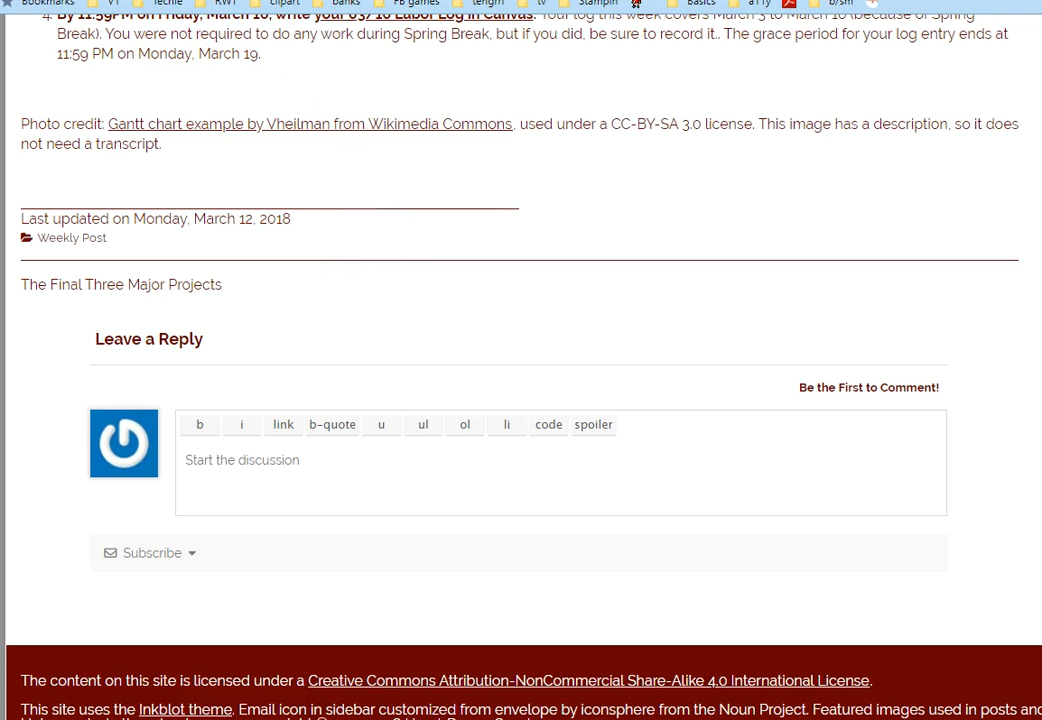 Bookmarks VT Techie RWT clipart banks FB games tengrrl tv Stampin Basics a11y b/sm
4. By 11:59PM on Friday, March 16, write your 03/16 Labor Log in Canvas. Your log this week covers March 3 to March 16 (because of Spring
Break). You were not required to do any work during Spring Break, but if you did, be sure to record it.. The grace period for your log entry ends at
11:59 PM on Monday, March 19.
Photo credit: Gantt chart example by Vheilman from Wikimedia Commons, used under a CC-BY-SA 3.0 license. This image has a description, so it does
not need a transcript.
Last updated on Monday, March 12, 2018
Weekly Post
The Final Three Major Projects
Leave a Reply
Be the First to Comment!
b i link b-quote u ul ol li code spoiler
Start the discussion
Subscribe
The content on this site is licensed under a Creative Commons Attribution-NonCommercial Share-Alike 4.0 International License.
This site uses the Inkblot theme. Email icon in sidebar customized from envelope by iconsphere from the Noun Project. Featured images used in posts and